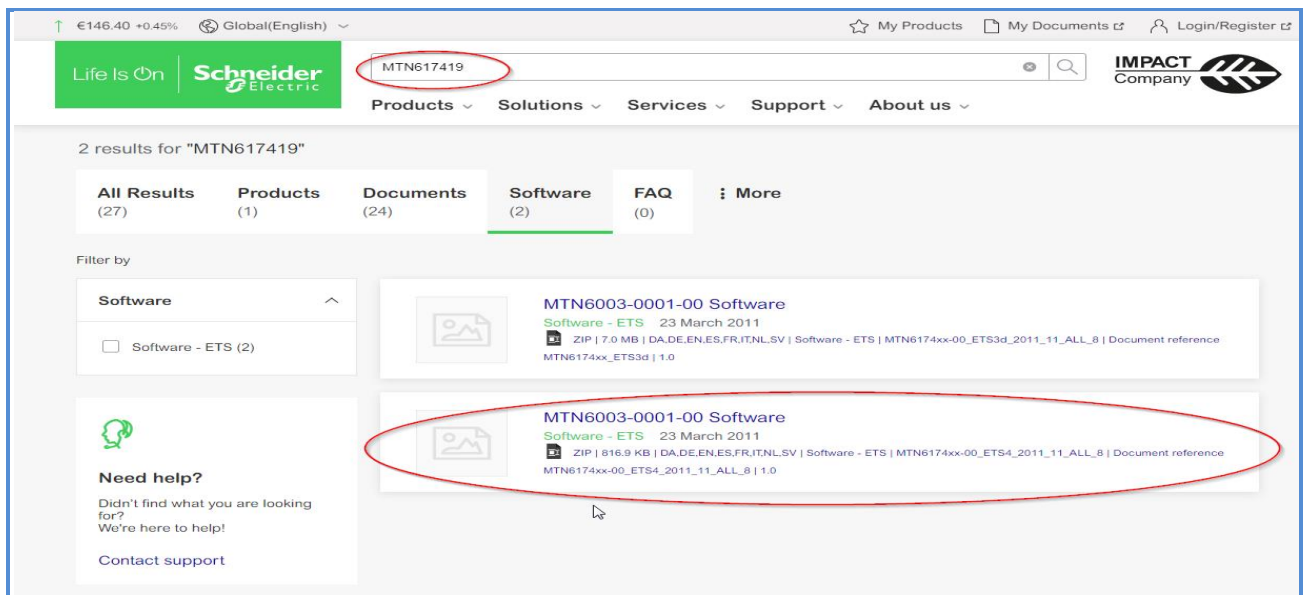 ↑ €146.40 +0.45% Global(English)
My Products My Documents Login/Register
Life Is On Schneider Electric
MTN617419
IMPACT Company
Products Solutions Services Support About us
2 results for "MTN617419"
All Results (27)
Products (1)
Documents (24)
Software (2)
FAQ (0)
⋮ More
Filter by
Software
Software - ETS (2)
MTN6003-0001-00 Software
Software - ETS 23 March 2011
ZIP | 7.0 MB | DA,DE,EN,ES,FR,IT,NL,SV | Software - ETS | MTN6174xx-00_ETS3d_2011_11_ALL_8 | Document reference
MTN6174xx_ETS3d | 1.0
MTN6003-0001-00 Software
Software - ETS 23 March 2011
ZIP | 816.9 KB | DA,DE,EN,ES,FR,IT,NL,SV | Software - ETS | MTN6174xx-00_ETS4_2011_11_ALL_8 | Document reference
MTN6174xx-00_ETS4_2011_11_ALL_8 | 1.0
Need help?
Didn't find what you are looking
for?
We're here to help!
Contact support